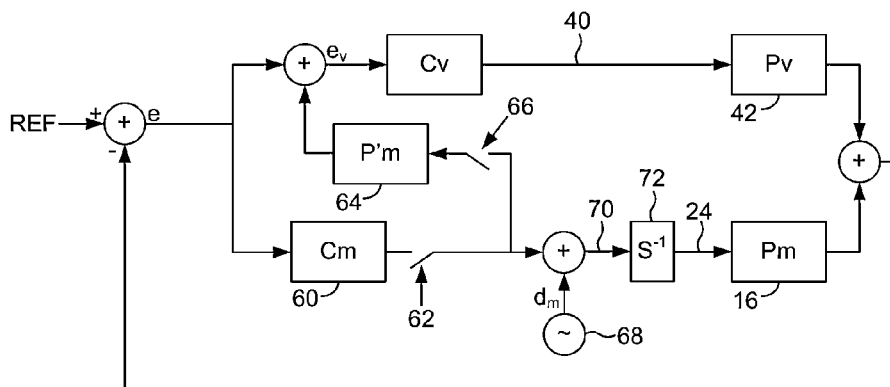 40
e_v
Cv
Pv
42
+
REF
+
+
-
e
66
P'm
64
+
72
70
24
Cm
+
S⁻¹
Pm
60
62
d_m
16
~
68